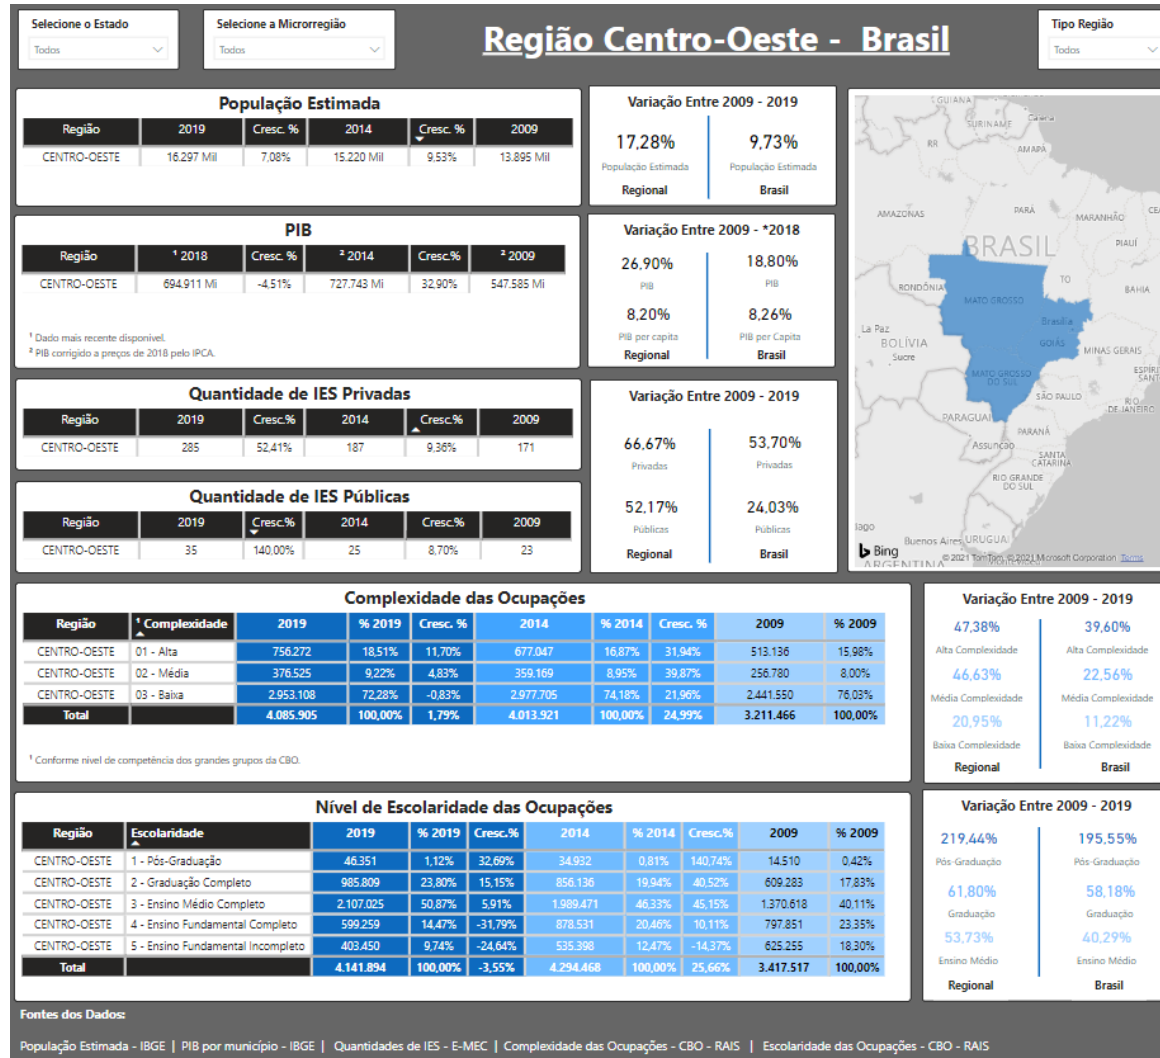 Selecione o Estado
Todos
Selecione a Microrregião
Todos
Região Centro-Oeste - Brasil
Tipo Região
Todos
População Estimada
Região 2019 Cresc. % 2014 Cresc. % 2009
CENTRO-OESTE 16.297 Mil 7,08% 15.220 Mil 9,53% 13.895 Mil
Variação Entre 2009 - 2019
17,28% 9,73%
População Estimada População Estimada
Regional Brasil
PIB
Região ¹ 2018 Cresc. % ² 2014 Cresc.% ² 2009
CENTRO-OESTE 694.911 Mi -4,51% 727.743 Mi 32,90% 547.585 Mi
¹ Dado mais recente disponivel.
² PIB corrigido a preços de 2018 pelo IPCA.
Variação Entre 2009 - *2018
26,90% 18,80%
PIB PIB
8,20% 8,26%
PIB per capita PIB per Capita
Regional Brasil
Quantidade de IES Privadas
Região 2019 Cresc.% 2014 Cresc.% 2009
CENTRO-OESTE 285 52,41% 187 9,36% 171
Quantidade de IES Públicas
Região 2019 Cresc.% 2014 Cresc.% 2009
CENTRO-OESTE 35 140,00% 25 8,70% 23
Variação Entre 2009 - 2019
66,67% 53,70%
Privadas Privadas
52,17% 24,03%
Públicas Públicas
Regional Brasil
GUIANA
SURINAME
Caiena
RR
AMAPÁ
AMAZONAS
PARÁ
MARANHÃO
CEA
BRASIL
PIAUÍ
RONDÔNIA
TO
BAHIA
MATO GROSSO
Brasília
GOIÁS
La Paz
BOLÍVIA
Sucre
MINAS GERAIS
MATO GROSSO
DO SUL
ESPÍRI
SANT
SÃO PAULO
RIO
DE JANEIRO
PARAGUAI
PARANÁ
Assunção
SANTA
CATARINA
RIO GRANDE
DO SUL
iago
Buenos Aires
URUGUAI
Bing
ARGENTINA
© 2021 TomTom, © 2021 Microsoft Corporation Terms
Complexidade das Ocupações
Região ¹ Complexidade 2019 % 2019 Cresc. % 2014 % 2014 Cresc. % 2009 % 2009
CENTRO-OESTE 01 - Alta 756.272 18,51% 11,70% 677.047 16,87% 31,94% 513.136 15,98%
CENTRO-OESTE 02 - Média 376.525 9,22% 4,83% 359.169 8,95% 39,87% 256.780 8,00%
CENTRO-OESTE 03 - Baixa 2.953.108 72,28% -0,83% 2.977.705 74,18% 21,96% 2.441.550 76,03%
Total 4.085.905 100,00% 1,79% 4.013.921 100,00% 24,99% 3.211.466 100,00%
¹ Conforme nível de competência dos grandes grupos da CBO.
Variação Entre 2009 - 2019
47,38% 39,60%
Alta Complexidade Alta Complexidade
46,63% 22,56%
Média Complexidade Média Complexidade
20,95% 11,22%
Baixa Complexidade Baixa Complexidade
Regional Brasil
Nível de Escolaridade das Ocupações
Região Escolaridade 2019 % 2019 Cresc.% 2014 % 2014 Cresc.% 2009 % 2009
CENTRO-OESTE 1 - Pós-Graduação 46.351 1,12% 32,69% 34.932 0,81% 140,74% 14.510 0,42%
CENTRO-OESTE 2 - Graduação Completo 985.809 23,80% 15,15% 856.136 19,94% 40,52% 609.283 17,83%
CENTRO-OESTE 3 - Ensino Médio Completo 2.107.025 50,87% 5,91% 1.989.471 46,33% 45,15% 1.370.618 40,11%
CENTRO-OESTE 4 - Ensino Fundamental Completo 599.259 14,47% -31,79% 878.531 20,46% 10,11% 797.851 23,35%
CENTRO-OESTE 5 - Ensino Fundamental Incompleto 403.450 9,74% -24,64% 535.398 12,47% -14,37% 625.255 18,30%
Total 4.141.894 100,00% -3,55% 4.294.468 100,00% 25,66% 3.417.517 100,00%
Variação Entre 2009 - 2019
219,44% 195,55%
Pós-Graduação Pós-Graduação
61,80% 58,18%
Graduação Graduação
53,73% 40,29%
Ensino Médio Ensino Médio
Regional Brasil
Fontes dos Dados:
População Estimada - IBGE | PIB por município - IBGE | Quantidades de IES - E-MEC | Complexidade das Ocupações - CBO - RAIS | Escolaridade das Ocupações - CBO - RAIS